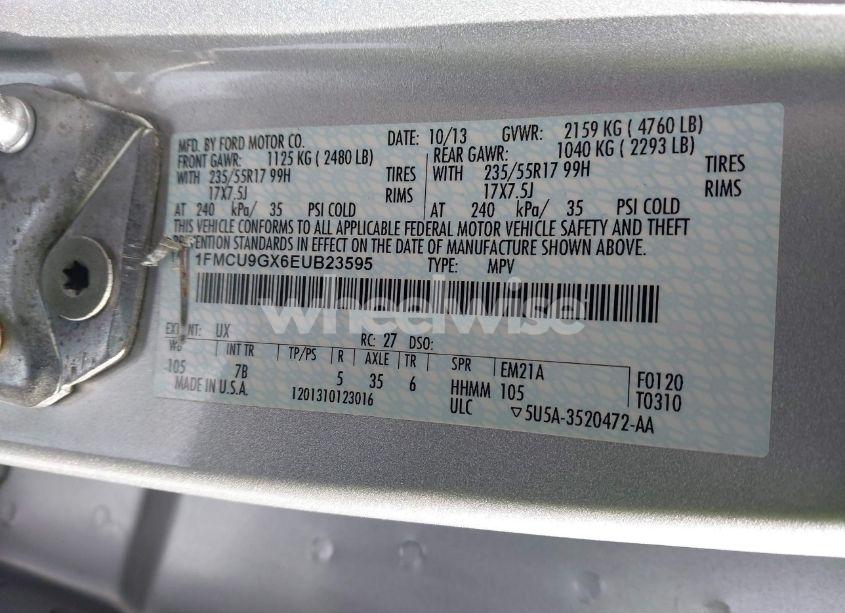 MFD. BY FORD MOTOR CO. DATE: 10/13 GVWR: 2159 KG ( 4760 LB)
FRONT GAWR: 1125 KG ( 2480 LB) REAR GAWR: 1040 KG ( 2293 LB)
WITH 235/55R17 99H TIRES WITH 235/55R17 99H TIRES
17X7.5J RIMS 17X7.5J RIMS
AT 240 kPa/ 35 PSI COLD AT 240 kPa/ 35 PSI COLD
THIS VEHICLE CONFORMS TO ALL APPLICABLE FEDERAL MOTOR VEHICLE SAFETY AND THEFT
PREVENTION STANDARDS IN EFFECT ON THE DATE OF MANUFACTURE SHOWN ABOVE.
1FMCU9GX6EUB23595 TYPE: MPV
wheelwise
EXT PNT: UX RC: 27 DSO:
WB INT TR TP/PS R AXLE TR SPR EM21A F0120
105 7B 5 35 6 HHMM 105 T0310
MADE IN U.S.A. 1201310123016 ULC ▽5U5A-3520472-AA